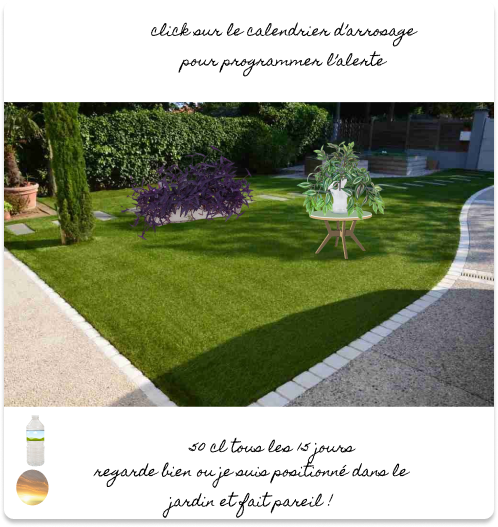 click sur le calendrier d'arrosage
pour programmer l'alerte
50 cl tous les 15 jours
regarde bien ou je suis positionné dans le
jardin et fait pareil !